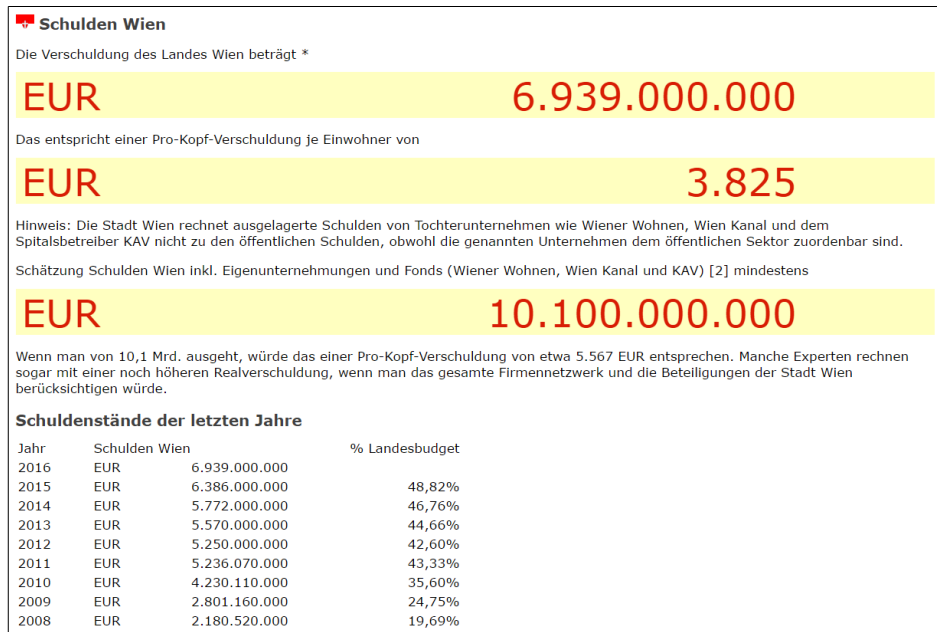 Schulden Wien
Die Verschuldung des Landes Wien beträgt *
EUR 6.939.000.000
Das entspricht einer Pro-Kopf-Verschuldung je Einwohner von
EUR 3.825
Hinweis: Die Stadt Wien rechnet ausgelagerte Schulden von Tochterunternehmen wie Wiener Wohnen, Wien Kanal und dem
Spitalsbetreiber KAV nicht zu den öffentlichen Schulden, obwohl die genannten Unternehmen dem öffentlichen Sektor zuordenbar sind.
Schätzung Schulden Wien inkl. Eigenunternehmungen und Fonds (Wiener Wohnen, Wien Kanal und KAV) [2] mindestens
EUR 10.100.000.000
Wenn man von 10,1 Mrd. ausgeht, würde das einer Pro-Kopf-Verschuldung von etwa 5.567 EUR entsprechen. Manche Experten rechnen
sogar mit einer noch höheren Realverschuldung, wenn man das gesamte Firmennetzwerk und die Beteiligungen der Stadt Wien
berücksichtigen würde.
Schuldenstände der letzten Jahre
Jahr Schulden Wien % Landesbudget
2016 EUR 6.939.000.000
2015 EUR 6.386.000.000 48,82%
2014 EUR 5.772.000.000 46,76%
2013 EUR 5.570.000.000 44,66%
2012 EUR 5.250.000.000 42,60%
2011 EUR 5.236.070.000 43,33%
2010 EUR 4.230.110.000 35,60%
2009 EUR 2.801.160.000 24,75%
2008 EUR 2.180.520.000 19,69%